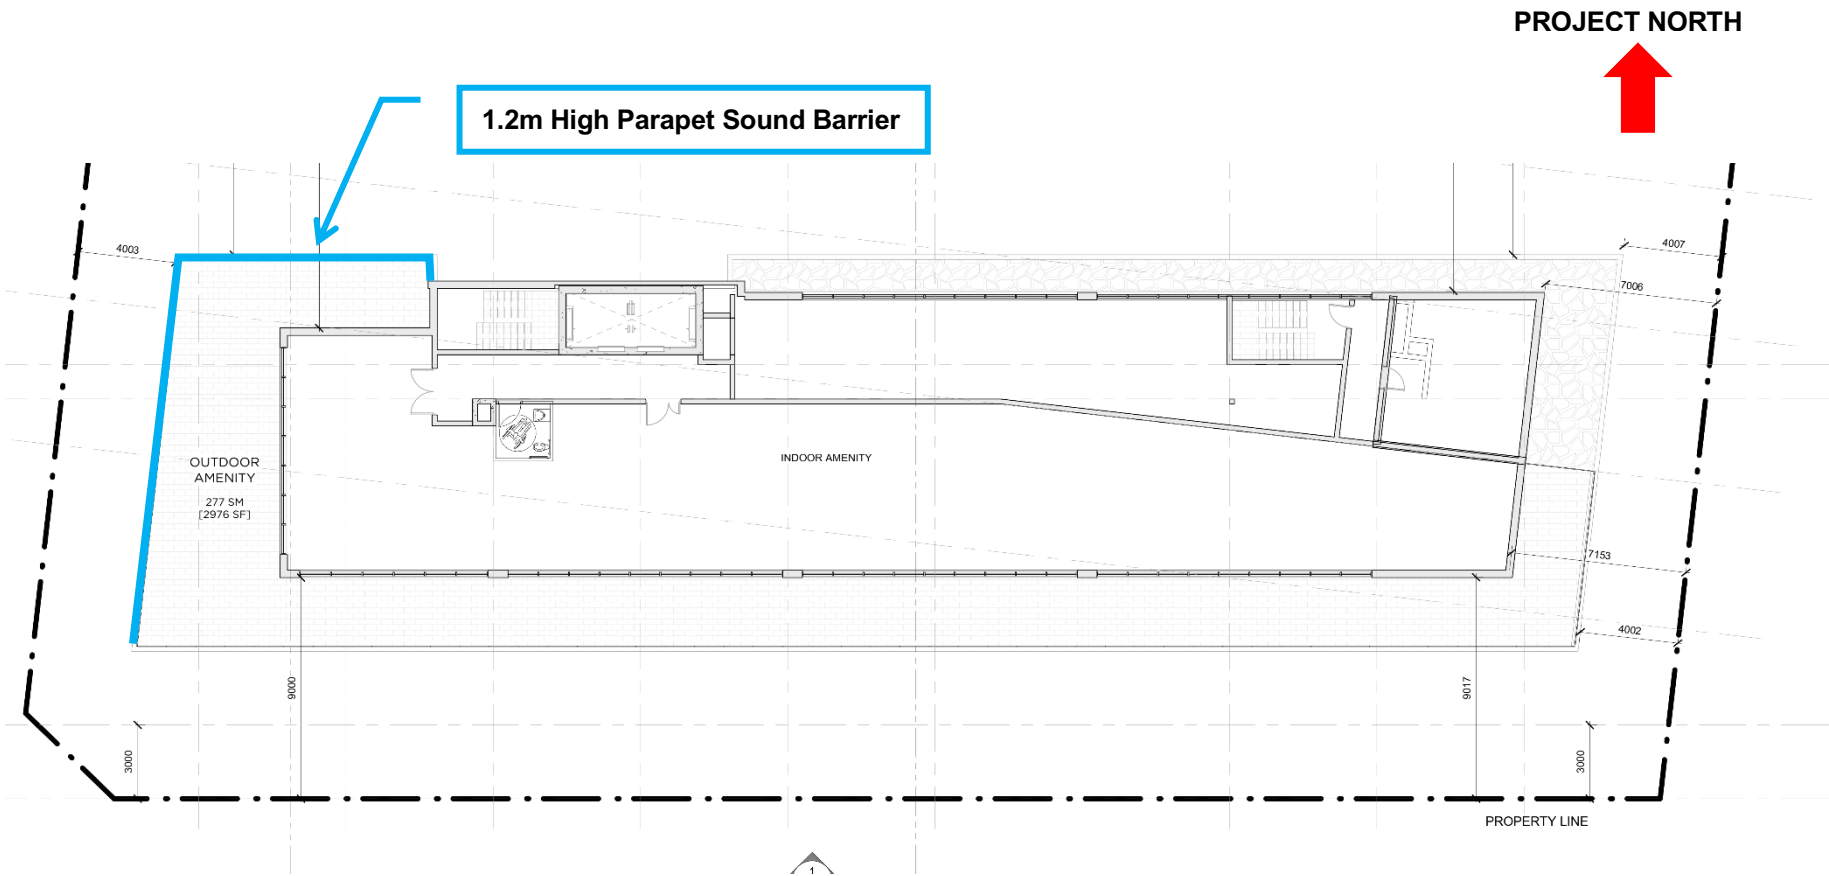 PROJECT NORTH
1.2m High Parapet Sound Barrier
4003
4007
7006
OUTDOOR
AMENITY
277 SM
[2976 SF]
INDOOR AMENITY
7153
4002
9000
9017
3000
3000
PROPERTY LINE
1